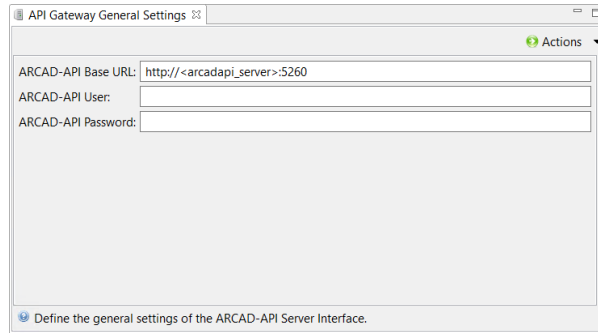 API Gateway General Settings
Actions
ARCAD-API Base URL: http://<arcadapi_server>:5260
ARCAD-API User:
ARCAD-API Password:
Define the general settings of the ARCAD-API Server Interface.